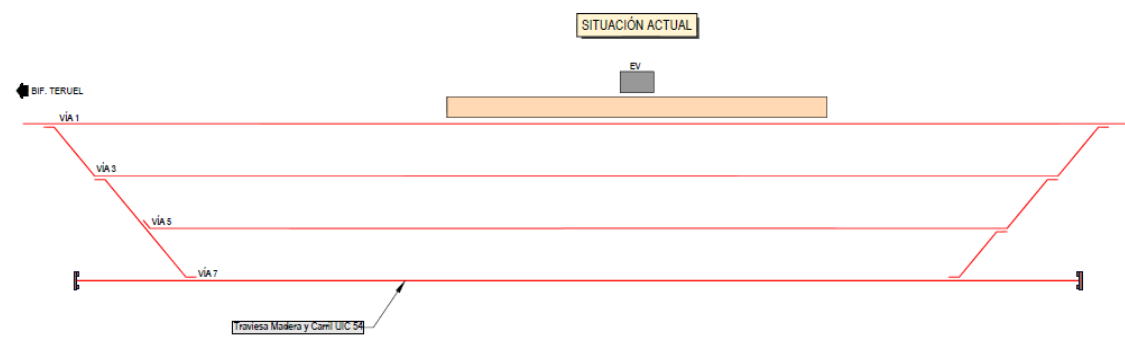 SITUACIÓN ACTUAL
EV
BIF. TERUEL
VÍA 1
VÍA 3
VÍA 5
VÍA 7
Traviesa Madera y Carril UIC 54